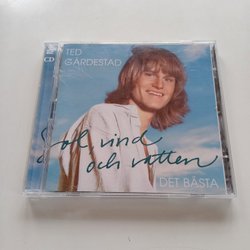 CD
TED
GÄRDESTAD
Sol vind
och vatten
DET BÄSTA